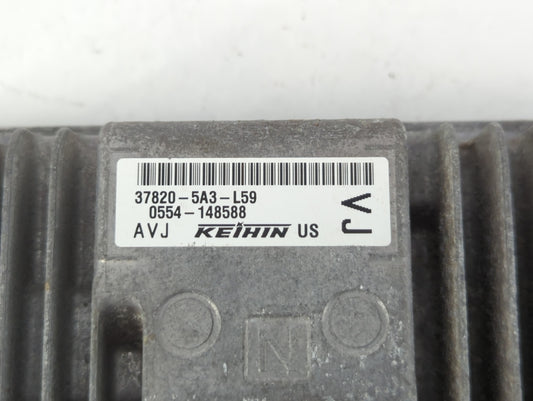 37820-5A3-L59
0554-148588
AVJ KEIHIN US
VJ
N